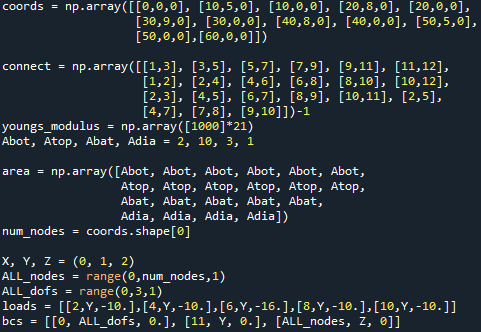 coords = np.array([[0,0,0], [10,5,0], [10,0,0], [20,8,0], [20,0,0],
[30,9,0], [30,0,0], [40,8,0], [40,0,0], [50,5,0],
[50,0,0],[60,0,0]])
connect = np.array([[1,3], [3,5], [5,7], [7,9], [9,11], [11,12],
[1,2], [2,4], [4,6], [6,8], [8,10], [10,12],
[2,3], [4,5], [6,7], [8,9], [10,11], [2,5],
[4,7], [7,8], [9,10]])-1
youngs_modulus = np.array([1000]*21)
Abot, Atop, Abat, Adia = 2, 10, 3, 1
area = np.array([Abot, Abot, Abot, Abot, Abot, Abot,
Atop, Atop, Atop, Atop, Atop, Atop,
Abat, Abat, Abat, Abat, Abat,
Adia, Adia, Adia, Adia])
num_nodes = coords.shape[0]
X, Y, Z = (0, 1, 2)
ALL_nodes = range(0,num_nodes,1)
ALL_dofs = range(0,3,1)
loads = [[2,Y,-10.],[4,Y,-10.],[6,Y,-16.],[8,Y,-10.],[10,Y,-10.]]
bcs = [[0, ALL_dofs, 0.], [11, Y, 0.], [ALL_nodes, Z, 0]]